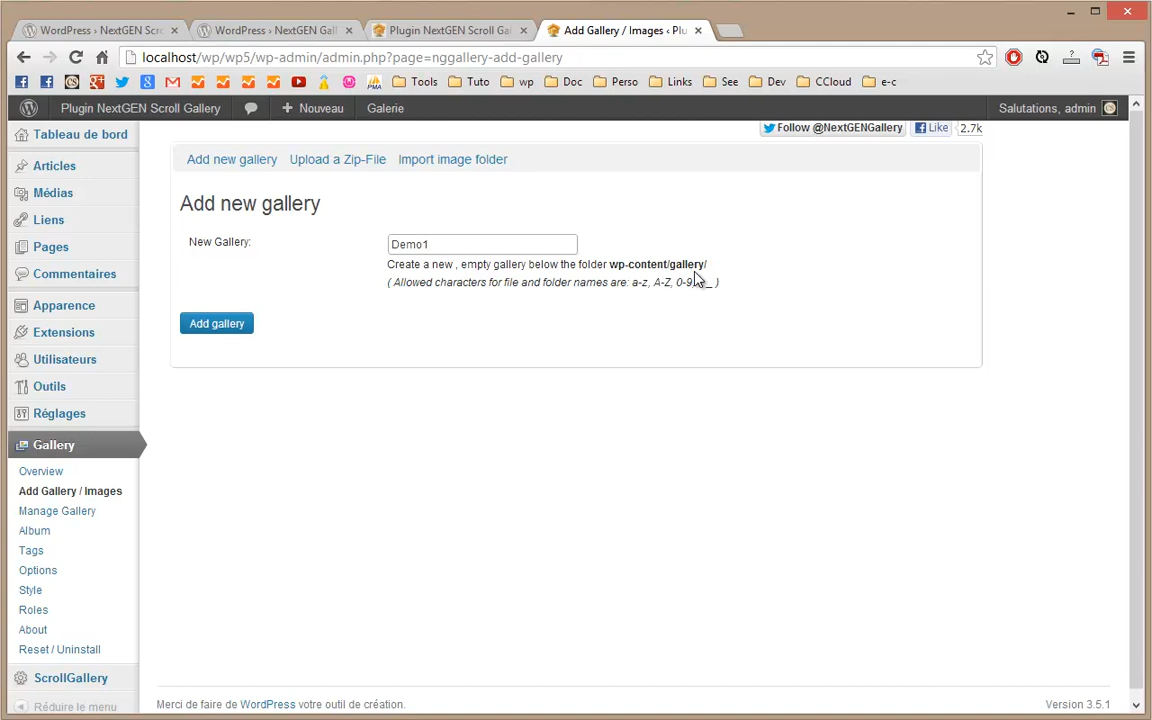 WordPress › NextGEN Scro
WordPress › NextGEN Gall
Plugin NextGEN Scroll Gal
Add Gallery / Images ‹ Plu
localhost/wp/wp5/wp-admin/admin.php?page=nggallery-add-gallery
Tools
Tuto
wp
Doc
Perso
Links
See
Dev
CCloud
e-c
Plugin NextGEN Scroll Gallery
Nouveau
Galerie
Salutations, admin
Follow @NextGENGallery
Like
2.7k
Tableau de bord
Articles
Médias
Liens
Pages
Commentaires
Apparence
Extensions
Utilisateurs
Outils
Réglages
Gallery
Overview
Add Gallery / Images
Manage Gallery
Album
Tags
Options
Style
Roles
About
Reset / Uninstall
ScrollGallery
Réduire le menu
Add new gallery
Upload a Zip-File
Import image folder
Add new gallery
New Gallery:
Demo1
Create a new , empty gallery below the folder wp-content/gallery/
( Allowed characters for file and folder names are: a-z, A-Z, 0-9
Add gallery
Merci de faire de WordPress votre outil de création.
Version 3.5.1